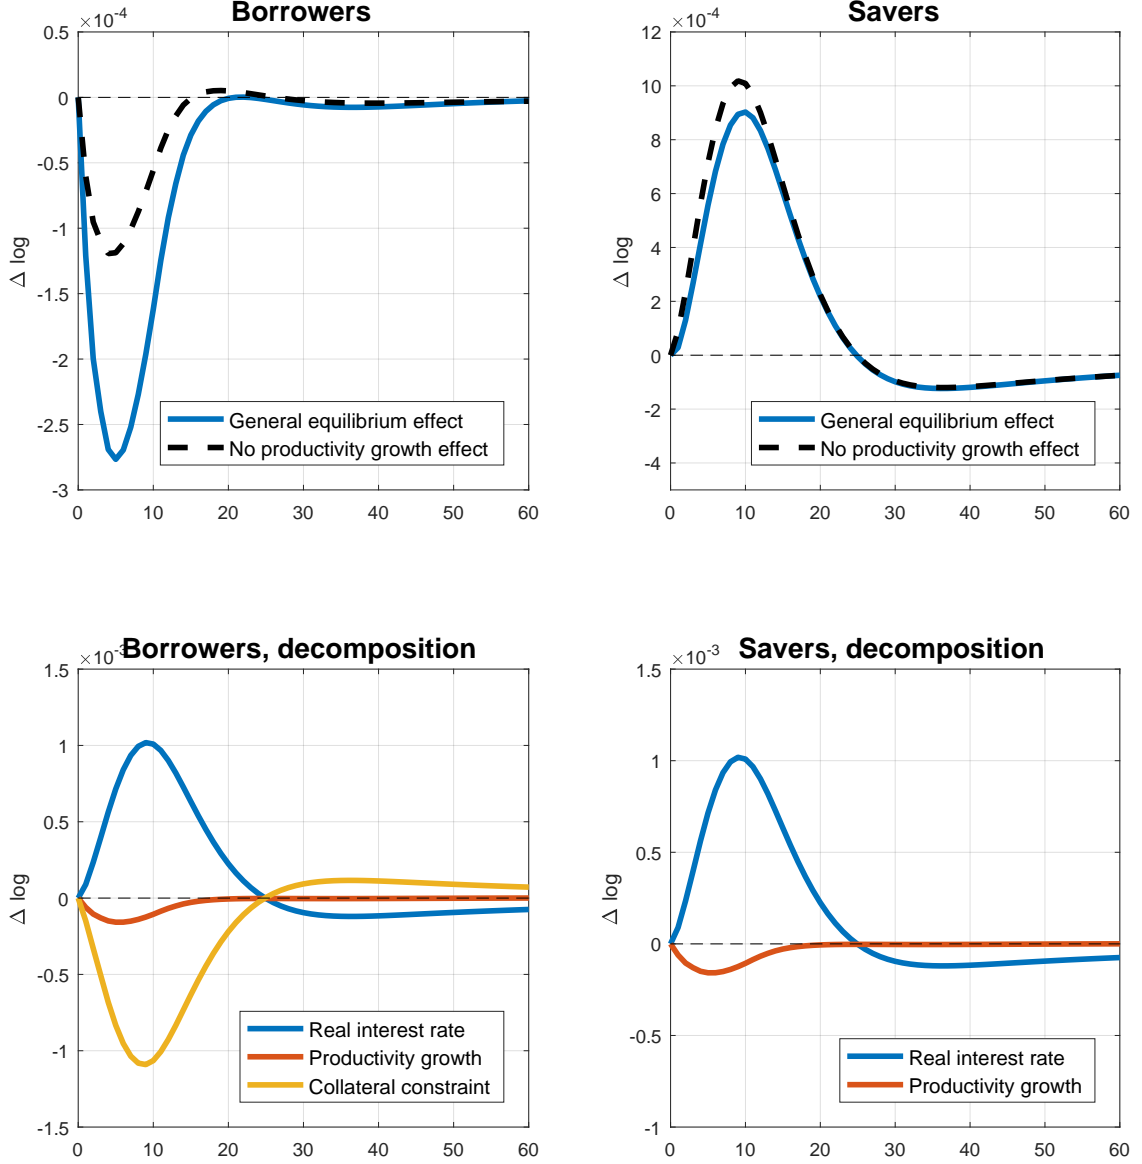 Borrowers
×10⁻⁴
0.5
0
-0.5
-1
-1.5
-2
-2.5
-3
Δ log
General equilibrium effect
No productivity growth effect
0 10 20 30 40 50 60
Savers
×10⁻⁴
12
10
8
6
4
2
0
-2
-4
Δ log
General equilibrium effect
No productivity growth effect
0 10 20 30 40 50 60
Borrowers, decomposition
×10⁻³
1.5
1
0.5
0
-0.5
-1
-1.5
Δ log
Real interest rate
Productivity growth
Collateral constraint
0 10 20 30 40 50 60
Savers, decomposition
×10⁻³
1.5
1
0.5
0
-0.5
-1
Δ log
Real interest rate
Productivity growth
0 10 20 30 40 50 60